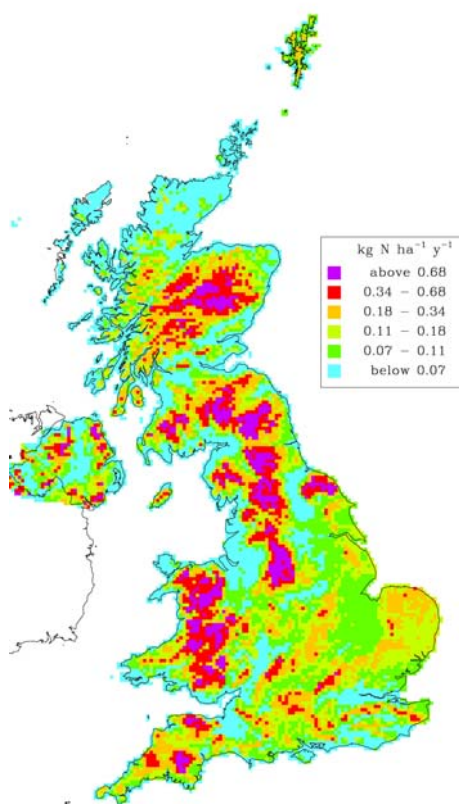 kg N ha⁻¹ y⁻¹
above 0.68
0.34 − 0.68
0.18 − 0.34
0.11 − 0.18
0.07 − 0.11
below 0.07